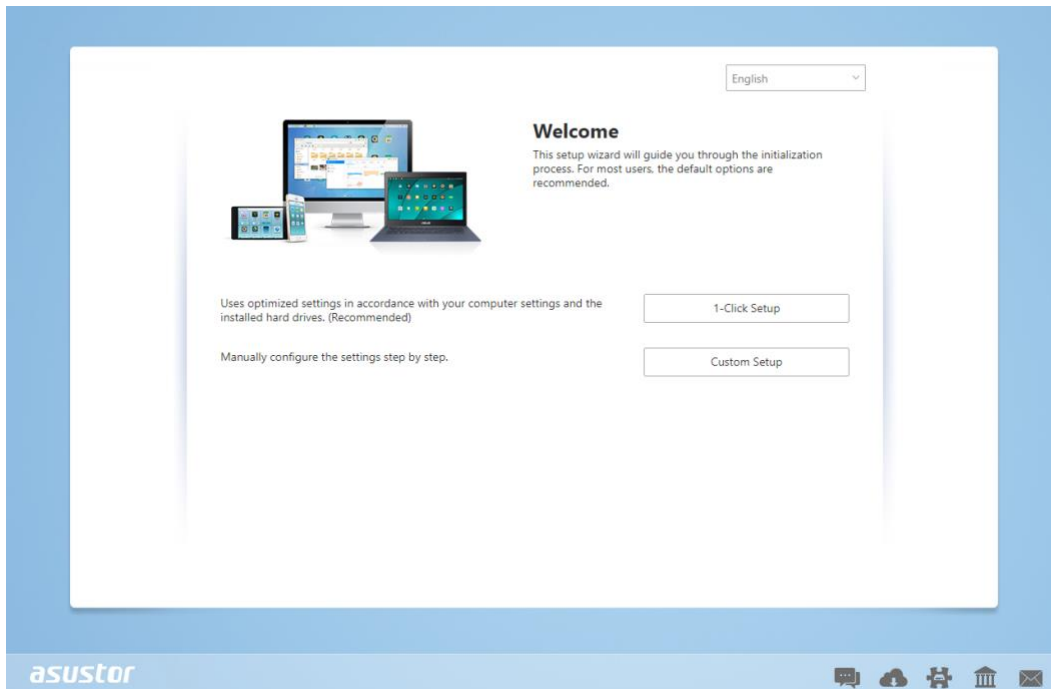 English
Welcome
This setup wizard will guide you through the initialization
process. For most users, the default options are
recommended.
Uses optimized settings in accordance with your computer settings and the
installed hard drives. (Recommended)
1-Click Setup
Manually configure the settings step by step.
Custom Setup
asustor